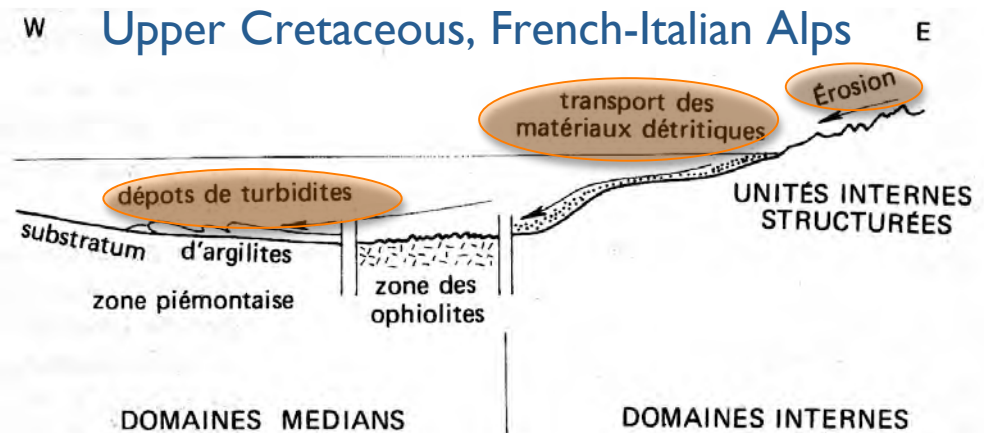 W Upper Cretaceous, French-Italian Alps E
Érosion
transport des
matériaux détritiques
dépots de turbidites
UNITÉS INTERNES
STRUCTURÉES
substratum d'argilites
zone des
ophiolites
zone piémontaise
DOMAINES MEDIANS DOMAINES INTERNES